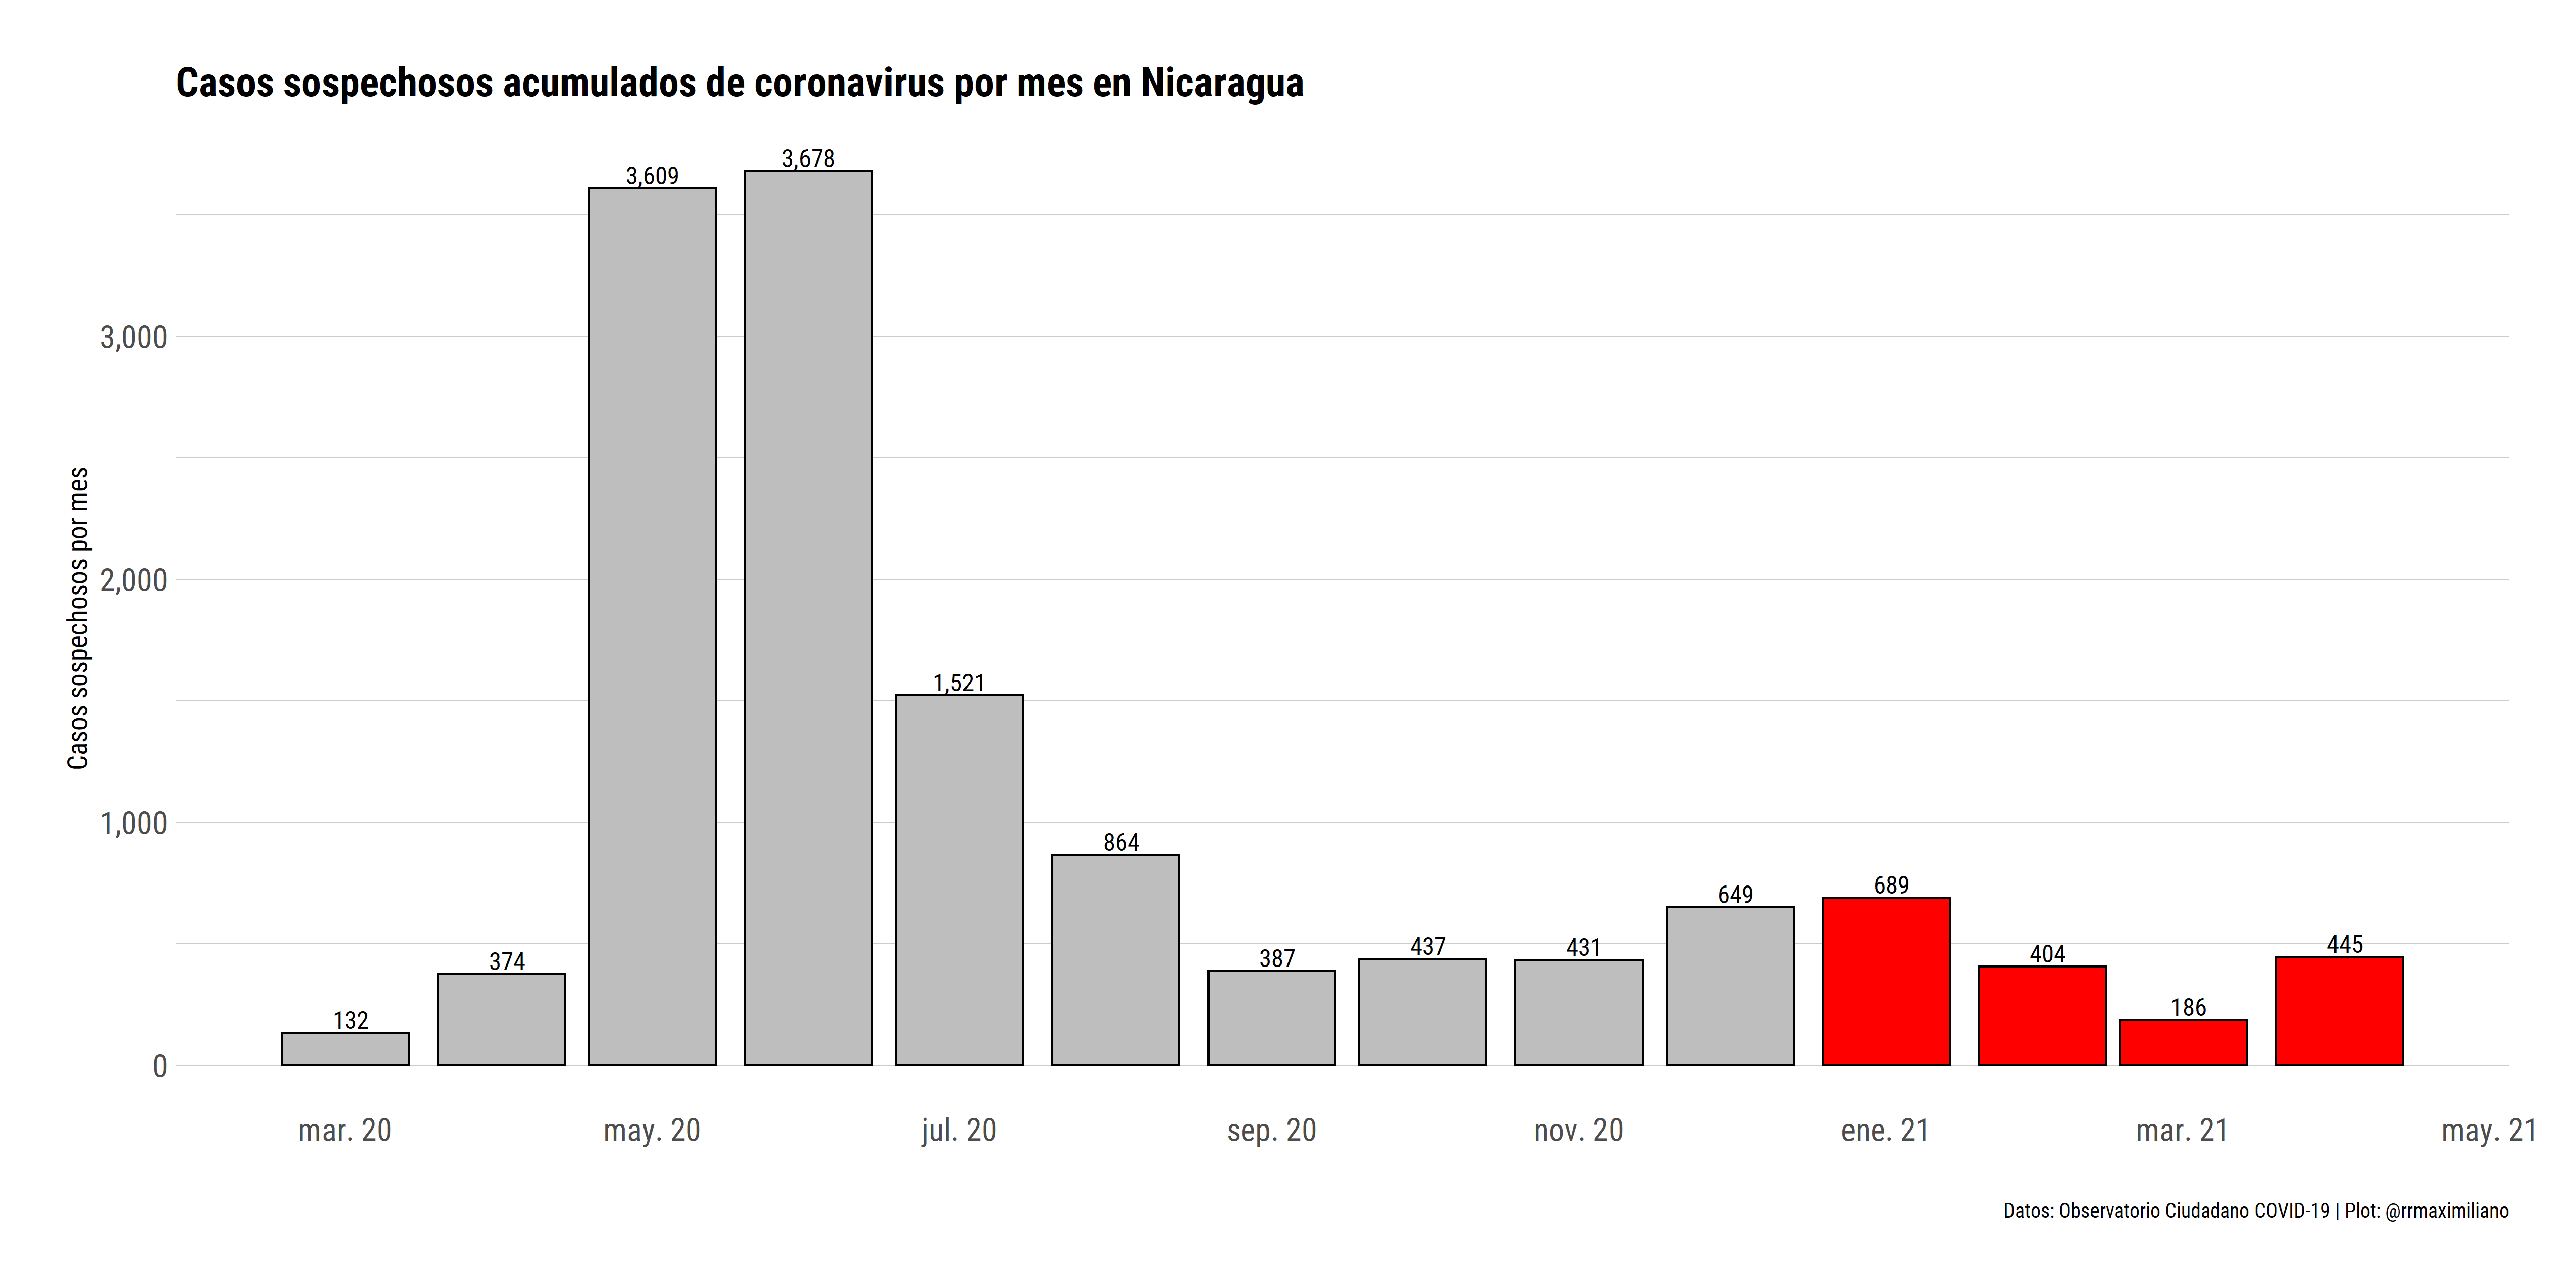 Casos sospechosos acumulados de coronavirus por mes en Nicaragua
Casos sospechosos por mes
3,000
2,000
1,000
0
132
374
3,609
3,678
1,521
864
387
437
431
649
689
404
186
445
mar. 20
may. 20
jul. 20
sep. 20
nov. 20
ene. 21
mar. 21
may. 21
Datos: Observatorio Ciudadano COVID-19 | Plot: @rrmaximiliano